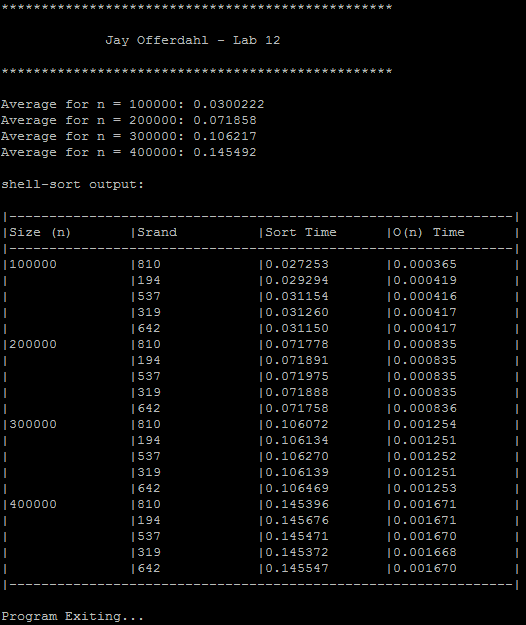 *************************************************
Jay Offerdahl - Lab 12
*************************************************
Average for n = 100000: 0.0300222
Average for n = 200000: 0.071858
Average for n = 300000: 0.106217
Average for n = 400000: 0.145492
shell-sort output:
|---------------------------------------------------------------|
|Size (n)       |Srand          |Sort Time      |O(n) Time      |
|---------------------------------------------------------------|
|100000         |810            |0.027253       |0.000365       |
|               |194            |0.029294       |0.000419       |
|               |537            |0.031154       |0.000416       |
|               |319            |0.031260       |0.000417       |
|               |642            |0.031150       |0.000417       |
|200000         |810            |0.071778       |0.000835       |
|               |194            |0.071891       |0.000835       |
|               |537            |0.071975       |0.000835       |
|               |319            |0.071888       |0.000835       |
|               |642            |0.071758       |0.000836       |
|300000         |810            |0.106072       |0.001254       |
|               |194            |0.106134       |0.001251       |
|               |537            |0.106270       |0.001252       |
|               |319            |0.106139       |0.001251       |
|               |642            |0.106469       |0.001253       |
|400000         |810            |0.145396       |0.001671       |
|               |194            |0.145676       |0.001671       |
|               |537            |0.145471       |0.001670       |
|               |319            |0.145372       |0.001668       |
|               |642            |0.145547       |0.001670       |
|---------------------------------------------------------------|
Program Exiting...